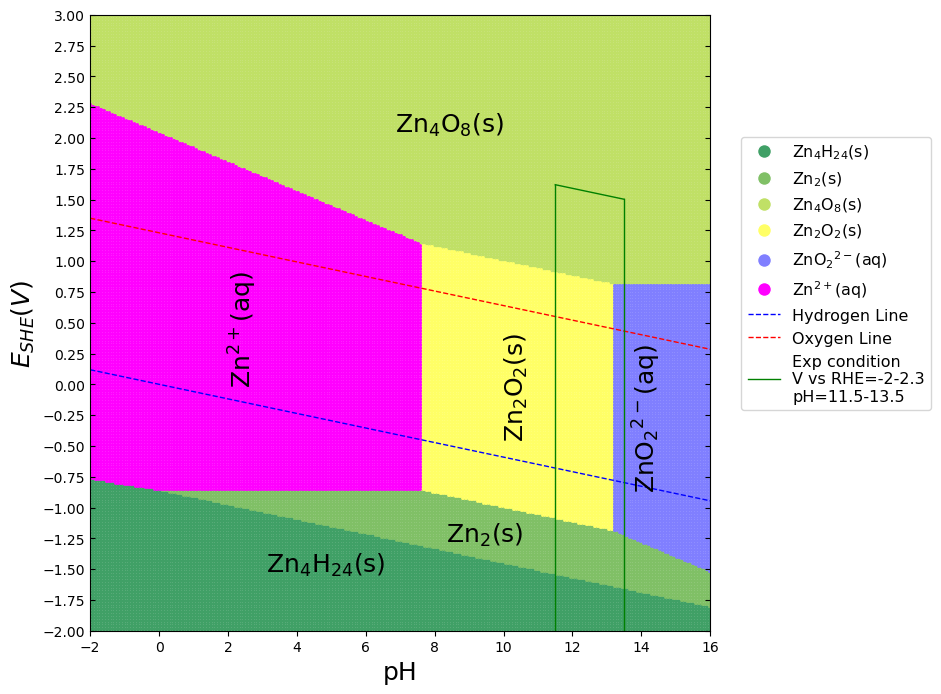 3.00
2.75
2.50
2.25
2.00
1.75
1.50
1.25
1.00
0.75
0.50
0.25
0.00
−0.25
−0.50
−0.75
−1.00
−1.25
−1.50
−1.75
−2.00
E_SHE(V)
−2
0
2
4
6
8
10
12
14
16
pH
Zn₄O₈(s)
Zn²⁺(aq)
Zn₂O₂(s)
ZnO₂²⁻(aq)
Zn₂(s)
Zn₄H₂₄(s)
Zn₄H₂₄(s)
Zn₂(s)
Zn₄O₈(s)
Zn₂O₂(s)
ZnO₂²⁻(aq)
Zn²⁺(aq)
Hydrogen Line
Oxygen Line
Exp condition
V vs RHE=-2-2.3
pH=11.5-13.5